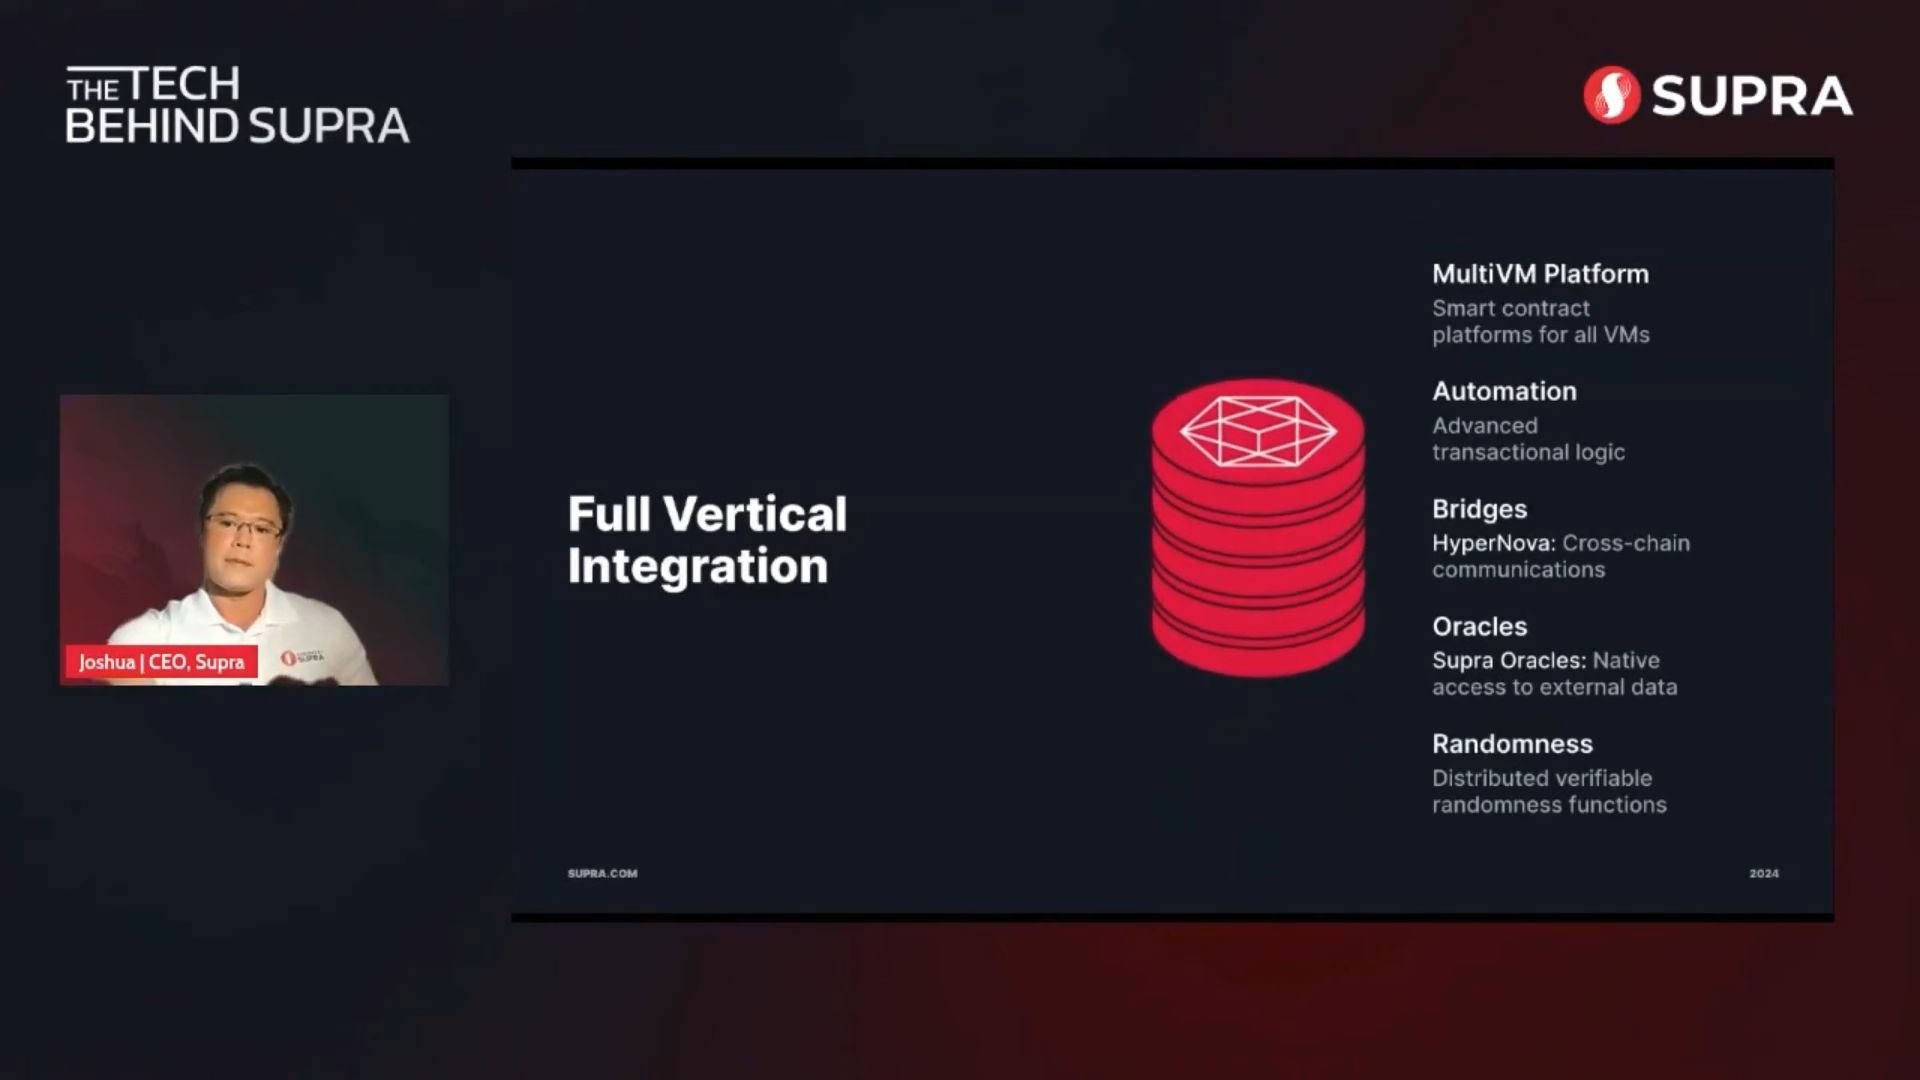 THE TECH
BEHIND SUPRA
SUPRA
Full Vertical
Integration
MultiVM Platform
Smart contract
platforms for all VMs
Automation
Advanced
transactional logic
Bridges
HyperNova: Cross-chain
communications
Oracles
Supra Oracles: Native
access to external data
Randomness
Distributed verifiable
randomness functions
Joshua | CEO, Supra
SUPRA
SUPRA.COM
2024